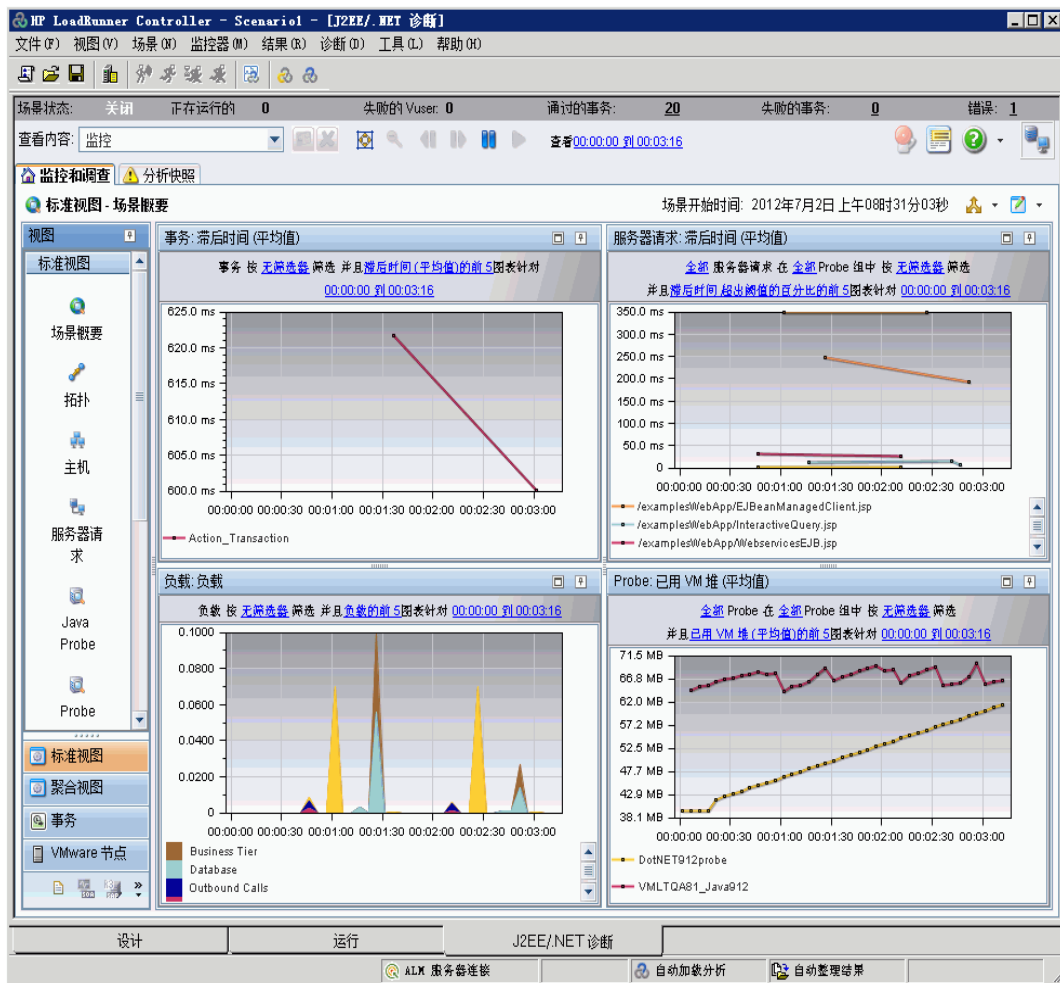 HP LoadRunner Controller - Scenario1 - [J2EE/.NET 诊断]
文件(F) 视图(V) 场景(N) 监控器(M) 结果(R) 诊断(D) 工具(L) 帮助(H)
场景状态: 关闭 正在运行的 0 失败的 Vuser: 0 通过的事务: 20 失败的事务: 0 错误: 1
查看内容: 监控 查看00:00:00 到 00:03:16
监控和调查 分析快照
标准视图 - 场景概要 场景开始时间: 2012年7月2日 上午08时31分03秒
视图
标准视图
场景概要
拓扑
主机
服务器请
求
Java
Probe
Probe
标准视图
聚合视图
事务
VMware 节点
事务: 滞后时间 (平均值)
事务 按 无筛选器 筛选 并且滞后时间 (平均值)的前 5图表针对
00:00:00 到 00:03:16
625.0 ms
620.0 ms
615.0 ms
610.0 ms
605.0 ms
600.0 ms
00:00:00 00:00:30 00:01:00 00:01:30 00:02:00 00:02:30 00:03:00
Action_Transaction
服务器请求: 滞后时间 (平均值)
全部 服务器请求 在 全部 Probe 组中 按 无筛选器 筛选
并且滞后时间 超出阈值的百分比的前 5图表针对 00:00:00 到 00:03:16
350.0 ms
300.0 ms
250.0 ms
200.0 ms
150.0 ms
100.0 ms
50.0 ms
0
00:00:00 00:00:30 00:01:00 00:01:30 00:02:00 00:02:30 00:03:00
/examplesWebApp/EJBeanManagedClient.jsp
/examplesWebApp/InteractiveQuery.jsp
/examplesWebApp/WebservicesEJB.jsp
负载: 负载
负载 按 无筛选器 筛选 并且负载的前 5图表针对 00:00:00 到 00:03:16
0.1000
0.0800
0.0600
0.0400
0.0200
0
00:00:00 00:00:30 00:01:00 00:01:30 00:02:00 00:02:30 00:03:00
Business Tier
Database
Outbound Calls
Probe: 已用 VM 堆 (平均值)
全部 Probe 在 全部 Probe 组中 按 无筛选器 筛选
并且已用 VM 堆 (平均值)的前 5图表针对 00:00:00 到 00:03:16
71.5 MB
66.8 MB
62.0 MB
57.2 MB
52.5 MB
47.7 MB
42.9 MB
38.1 MB
00:00:00 00:00:30 00:01:00 00:01:30 00:02:00 00:02:30 00:03:00
DotNET912probe
VMLTQA81_Java912
设计 运行 J2EE/.NET 诊断
ALM 服务器连接 自动加载分析 自动整理结果